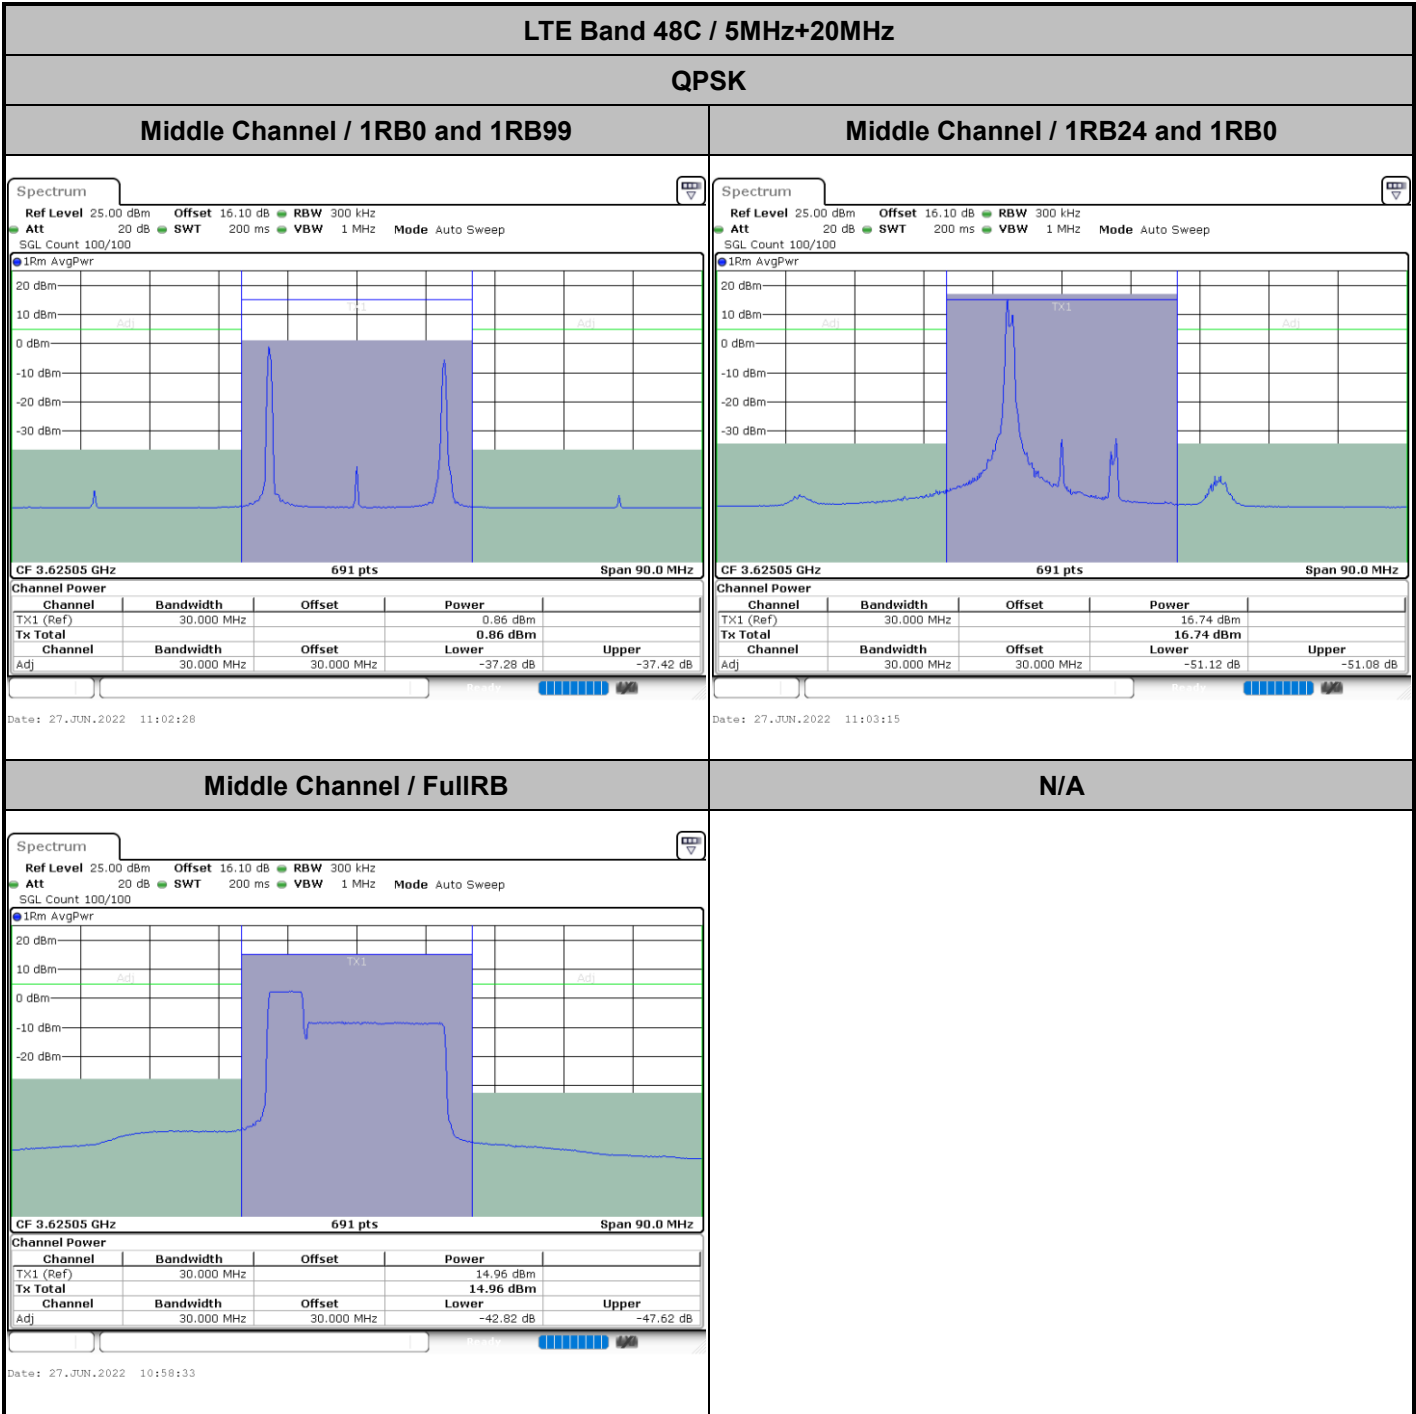 LTE Band 48C / 5MHz+20MHz
QPSK
Middle Channel / 1RB0 and 1RB99
Middle Channel / 1RB24 and 1RB0
Spectrum
Ref Level 25.00 dBm Offset 16.10 dB RBW 300 kHz
Att 20 dB SWT 200 ms VBW 1 MHz Mode Auto Sweep
SGL Count 100/100
1Rm AvgPwr
20 dBm
10 dBm
0 dBm
-10 dBm
-20 dBm
-30 dBm
Adj
TX1
Adj
CF 3.62505 GHz 691 pts Span 90.0 MHz
Channel Power
Channel Bandwidth Offset Power
TX1 (Ref) 30.000 MHz 0.86 dBm
Tx Total 0.86 dBm
Channel Bandwidth Offset Lower Upper
Adj 30.000 MHz 30.000 MHz -37.28 dB -37.42 dB
Ready
Date: 27.JUN.2022 11:02:28
Spectrum
Ref Level 25.00 dBm Offset 16.10 dB RBW 300 kHz
Att 20 dB SWT 200 ms VBW 1 MHz Mode Auto Sweep
SGL Count 100/100
1Rm AvgPwr
20 dBm
10 dBm
0 dBm
-10 dBm
-20 dBm
-30 dBm
Adj
TX1
Adj
CF 3.62505 GHz 691 pts Span 90.0 MHz
Channel Power
Channel Bandwidth Offset Power
TX1 (Ref) 30.000 MHz 16.74 dBm
Tx Total 16.74 dBm
Channel Bandwidth Offset Lower Upper
Adj 30.000 MHz 30.000 MHz -51.12 dB -51.08 dB
Ready
Date: 27.JUN.2022 11:03:15
Middle Channel / FullRB
N/A
Spectrum
Ref Level 25.00 dBm Offset 16.10 dB RBW 300 kHz
Att 20 dB SWT 200 ms VBW 1 MHz Mode Auto Sweep
SGL Count 100/100
1Rm AvgPwr
20 dBm
10 dBm
0 dBm
-10 dBm
-20 dBm
Adj
TX1
Adj
CF 3.62505 GHz 691 pts Span 90.0 MHz
Channel Power
Channel Bandwidth Offset Power
TX1 (Ref) 30.000 MHz 14.96 dBm
Tx Total 14.96 dBm
Channel Bandwidth Offset Lower Upper
Adj 30.000 MHz 30.000 MHz -42.82 dB -47.62 dB
Ready
Date: 27.JUN.2022 10:58:33